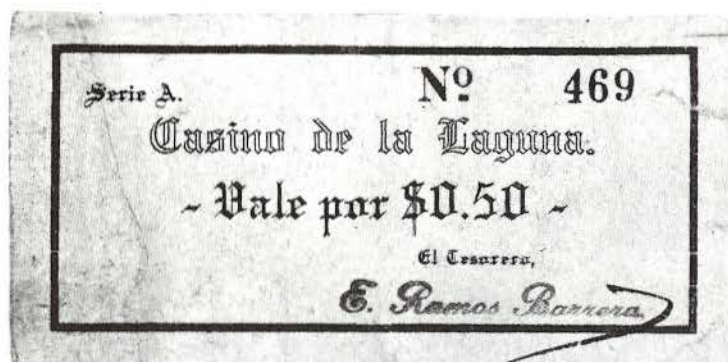 Serie A. Nº 469
Casino de la Laguna.
- Vale por $0.50 -
El Tesorero,
E. Ramos Barrera